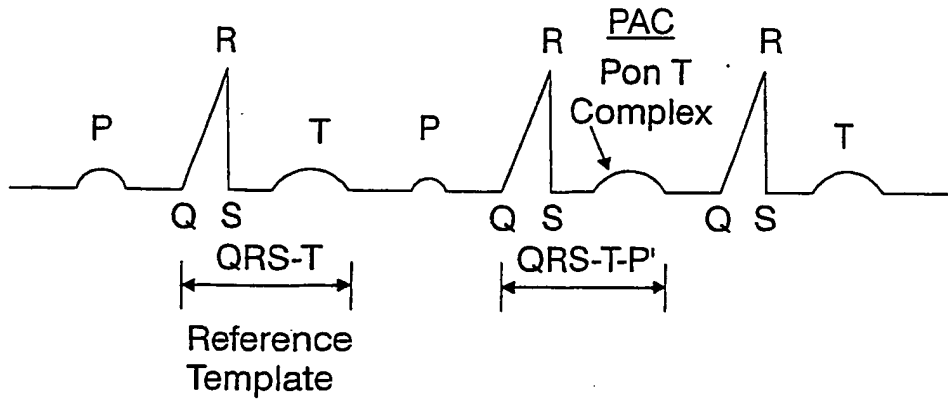 R
P
T
P
R
PAC
Pon T
Complex
R
T
Q
S
Q
S
Q
S
QRS-T
QRS-T-P'
Reference
Template